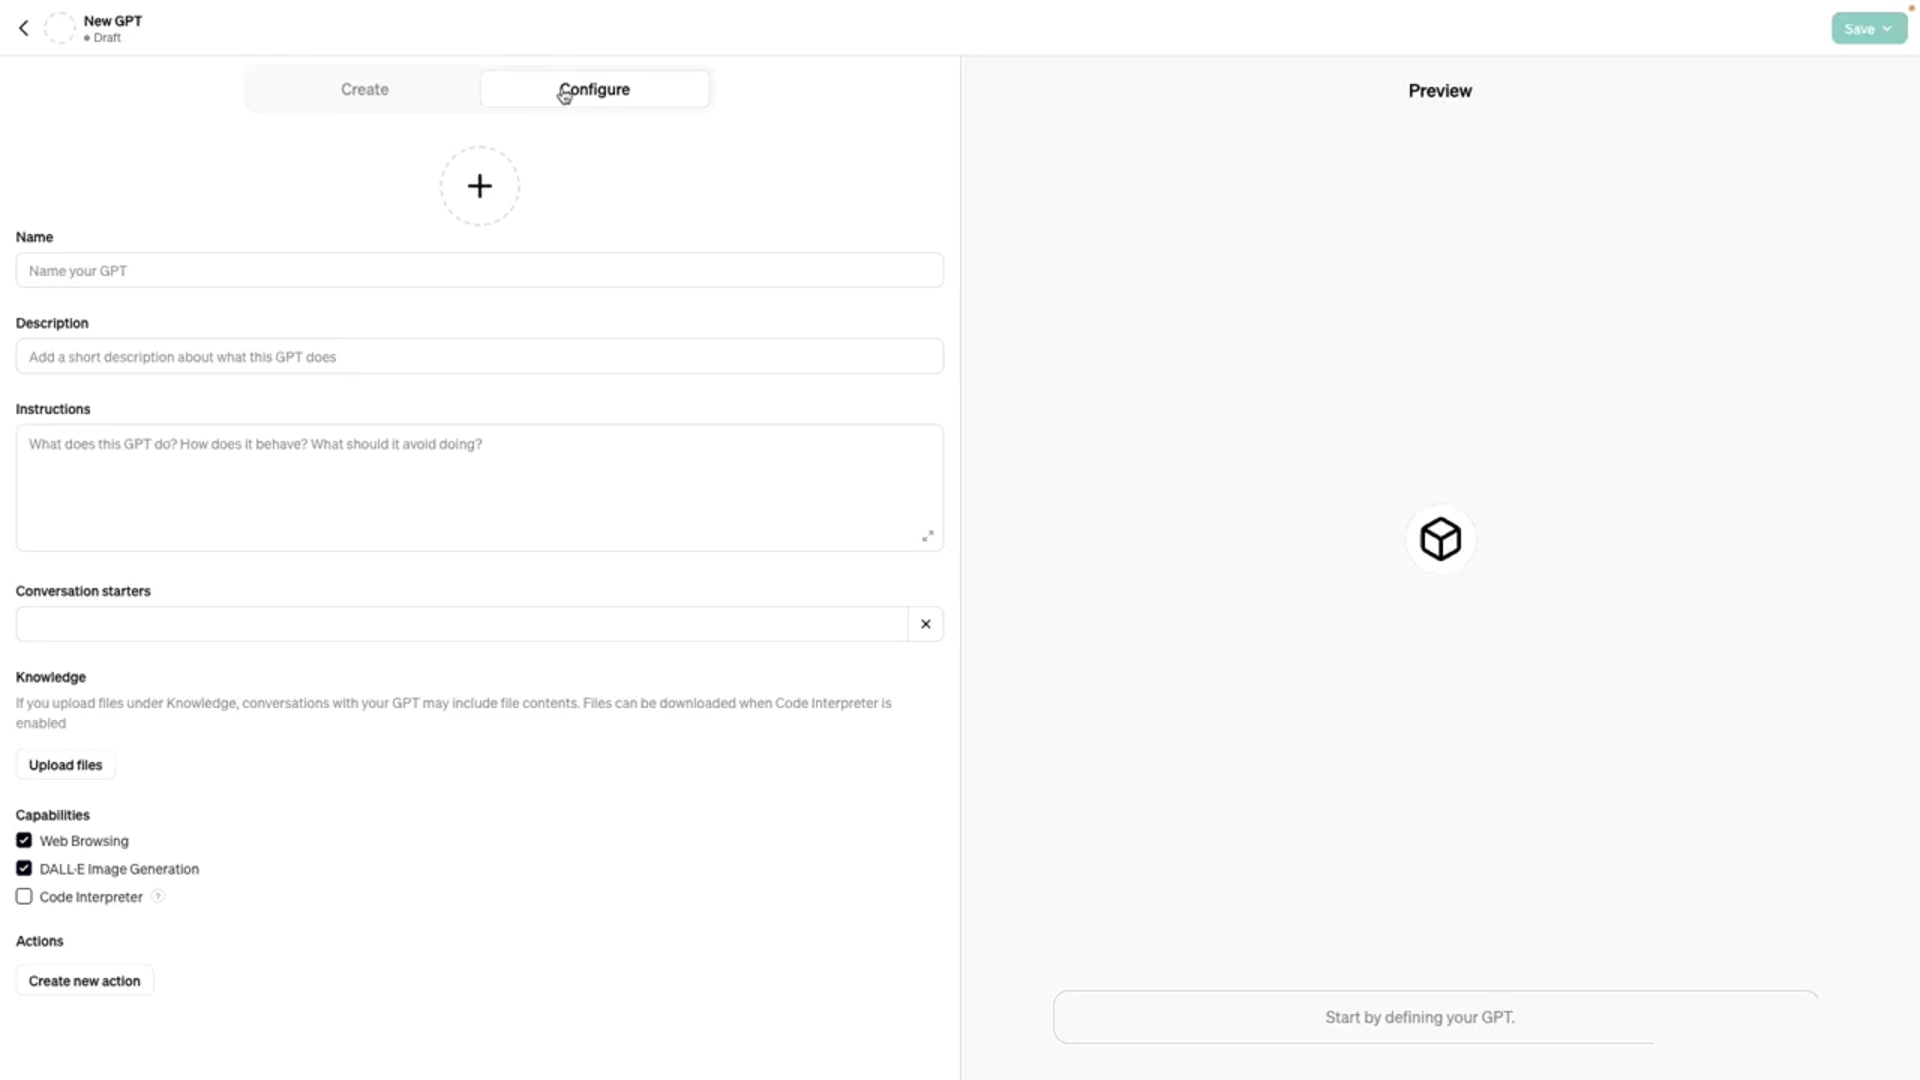 New GPT
Draft
Save
Create
Configure
Preview
Name
Name your GPT
Description
Add a short description about what this GPT does
Instructions
What does this GPT do? How does it behave? What should it avoid doing?
Conversation starters
Knowledge
If you upload files under Knowledge, conversations with your GPT may include file contents. Files can be downloaded when Code Interpreter is
enabled
Upload files
Capabilities
Web Browsing
DALL·E Image Generation
Code Interpreter ?
Actions
Create new action
Start by defining your GPT.